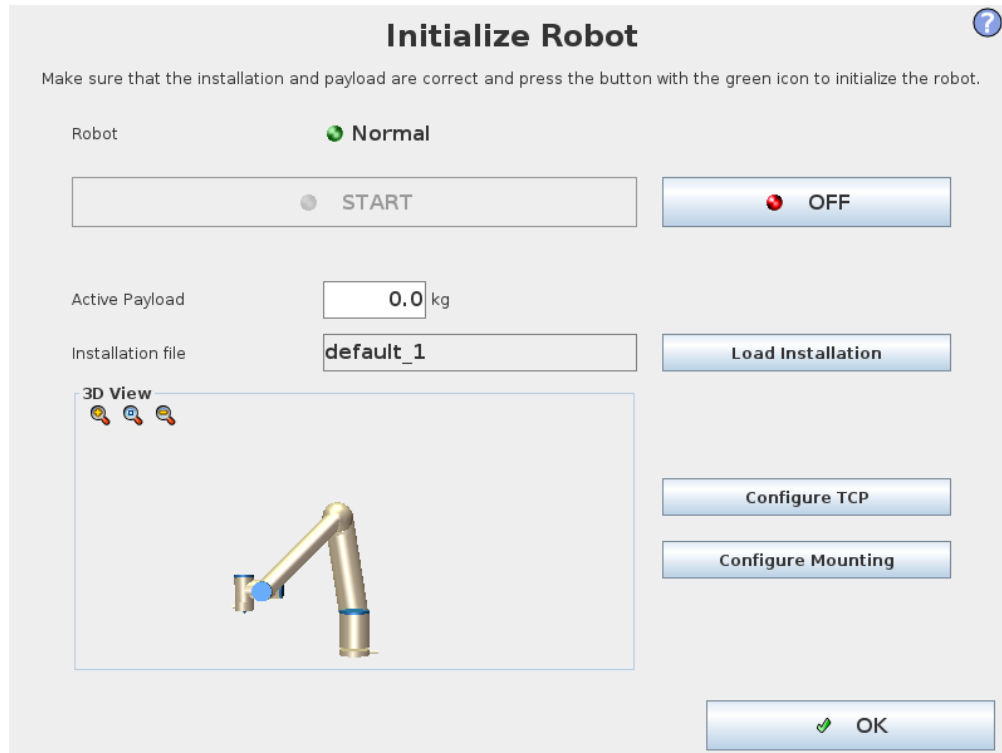 Initialize Robot
?
Make sure that the installation and payload are correct and press the button with the green icon to initialize the robot.
Robot Normal
START OFF
Active Payload 0.0 kg
Installation file default_1 Load Installation
3D View
Configure TCP
Configure Mounting
OK